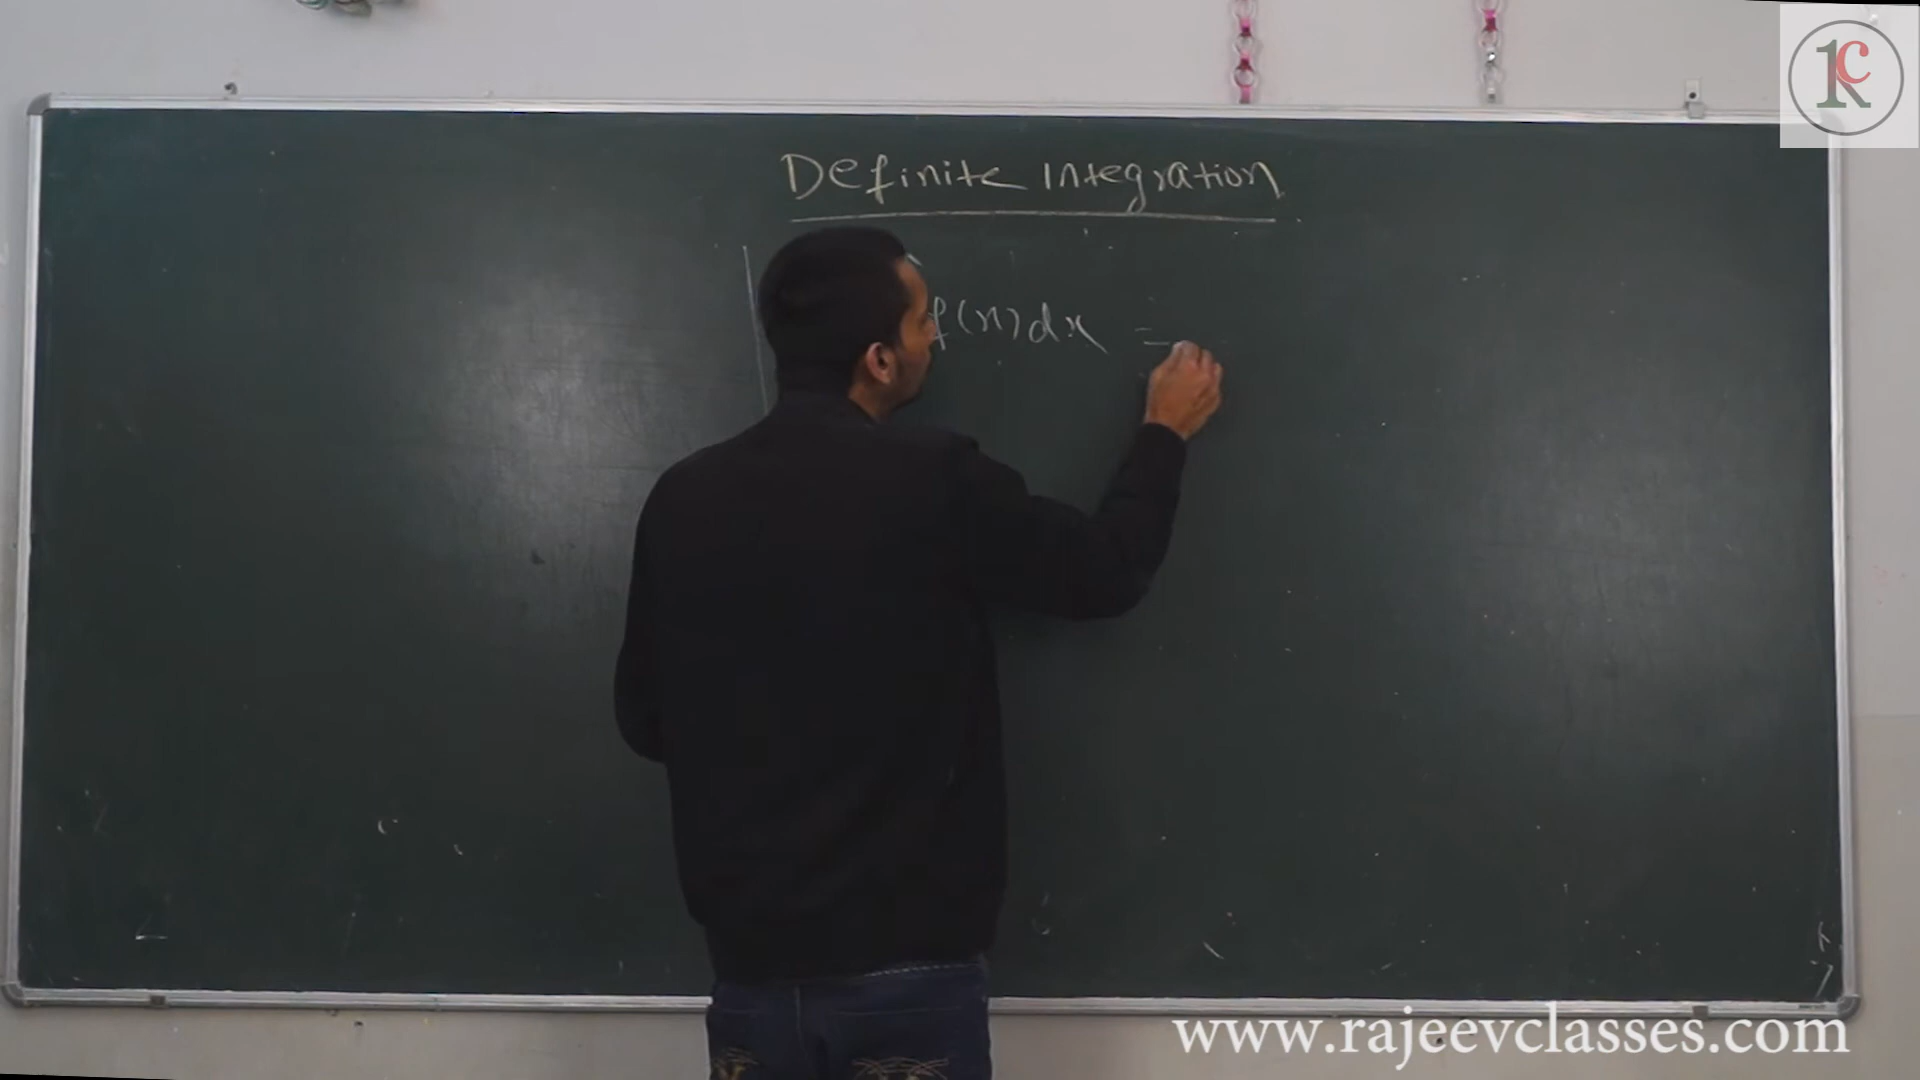 Definite Integration
f(x) dx =
www.rajeevclasses.com